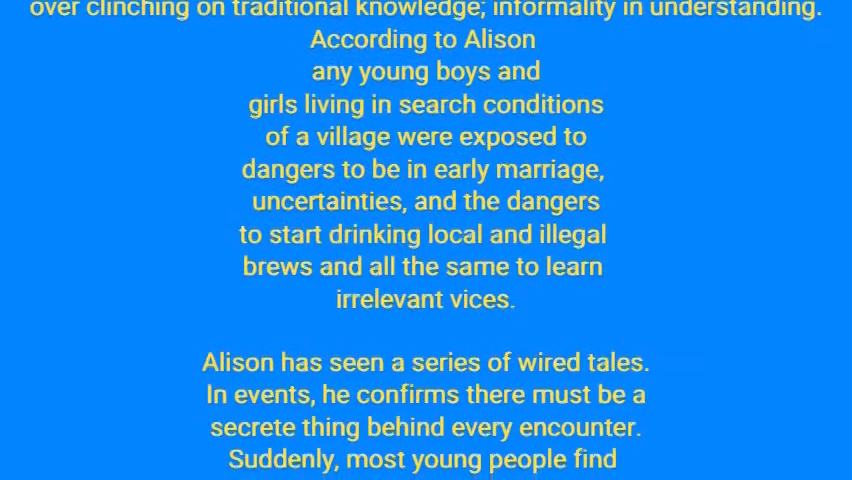 over clinching on traditional knowledge; informality in understanding.
According to Alison
any young boys and
girls living in search conditions
of a village were exposed to
dangers to be in early marriage,
uncertainties, and the dangers
to start drinking local and illegal
brews and all the same to learn
irrelevant vices.
Alison has seen a series of wired tales.
In events, he confirms there must be a
secrete thing behind every encounter.
Suddenly, most young people find